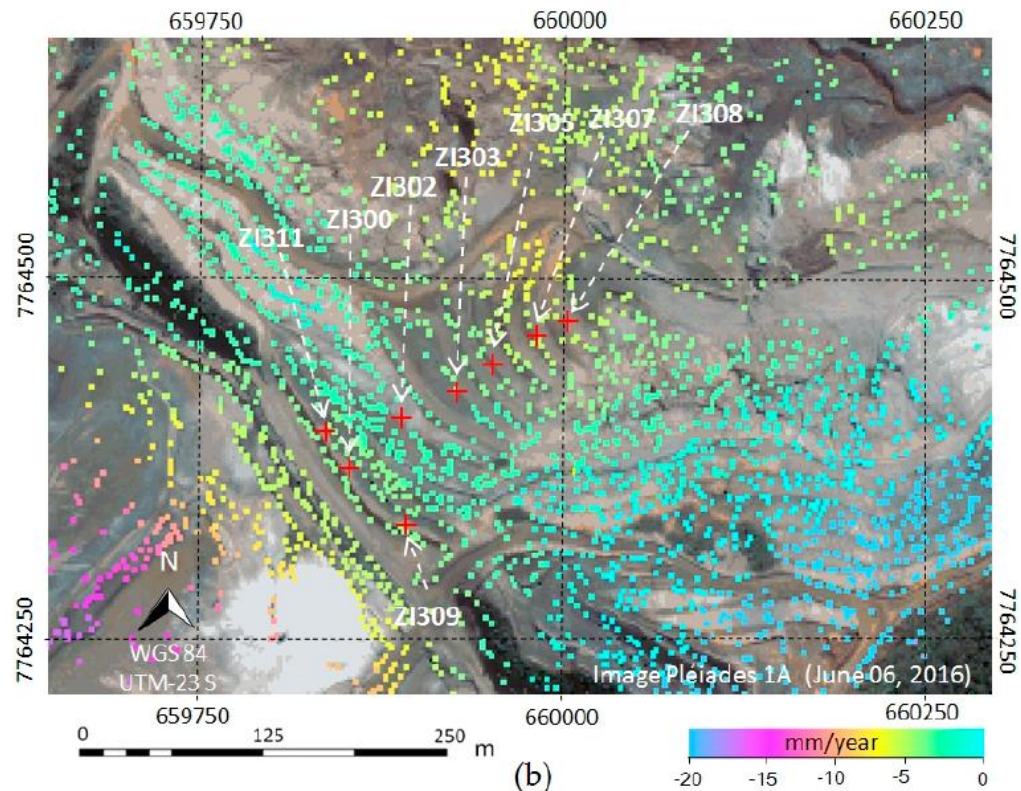 659750 660000 660250
ZI305 ZI307 ZI308
ZI303
ZI302
ZI300
ZI311
7764500 7764500
ZI309
N
7764250 7764250
WGS 84
UTM-23 S
Image Pléiades 1A (June 06, 2016)
659750 660000 660250
0 125 250 m
mm/year
-20 -15 -10 -5 0
(b)